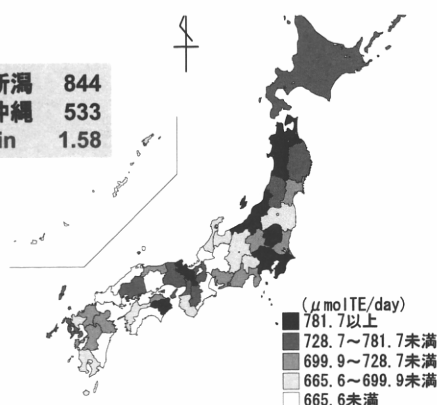 新潟 844
沖縄 533
in 1.58
(μmolTE/day)
781.7以上
728.7～781.7未満
699.9～728.7未満
665.6～699.9未満
665.6未満